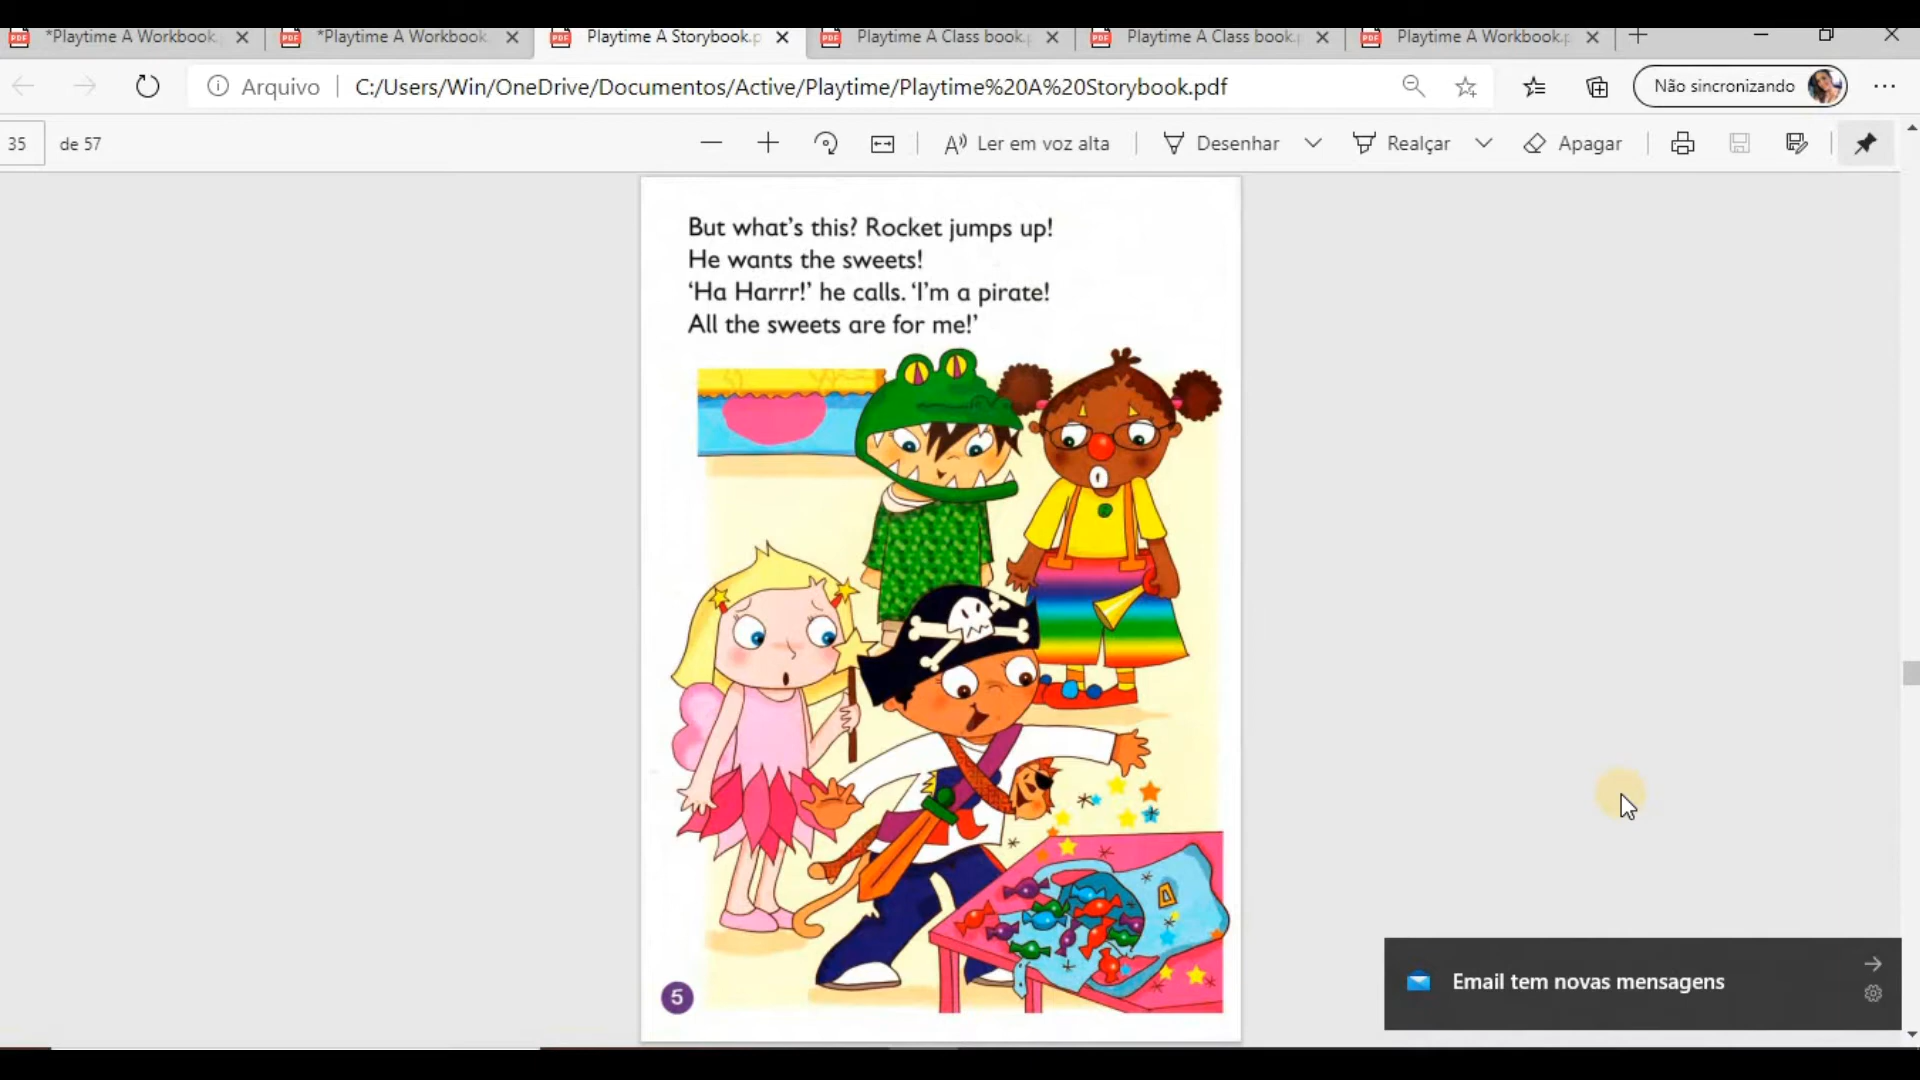 *Playtime A Workbook
*Playtime A Workbook
Playtime A Storybook.p
Playtime A Class book.
Playtime A Class book.
Playtime A Workbook.p
Arquivo
C:/Users/Win/OneDrive/Documentos/Active/Playtime/Playtime%20A%20Storybook.pdf
Não sincronizando
35 de 57
Ler em voz alta
Desenhar
Realçar
Apagar
But what's this? Rocket jumps up!
He wants the sweets!
‘Ha Harrr!’ he calls. ‘I'm a pirate!
All the sweets are for me!’
5
Email tem novas mensagens